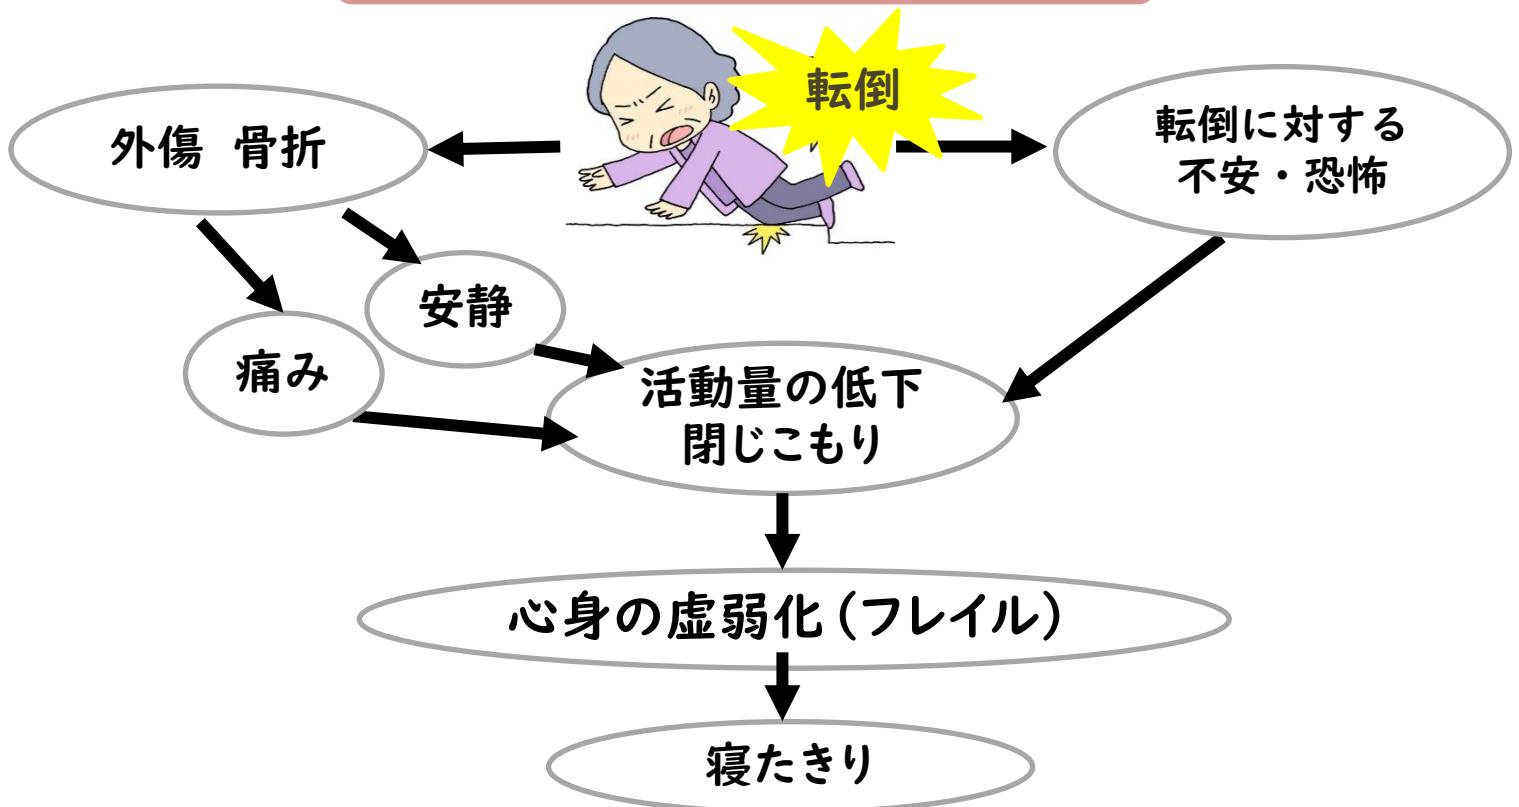 転倒
外傷 骨折
転倒に対する
不安・恐怖
安静
痛み
活動量の低下
閉じこもり
心身の虚弱化(フレイル)
寝たきり